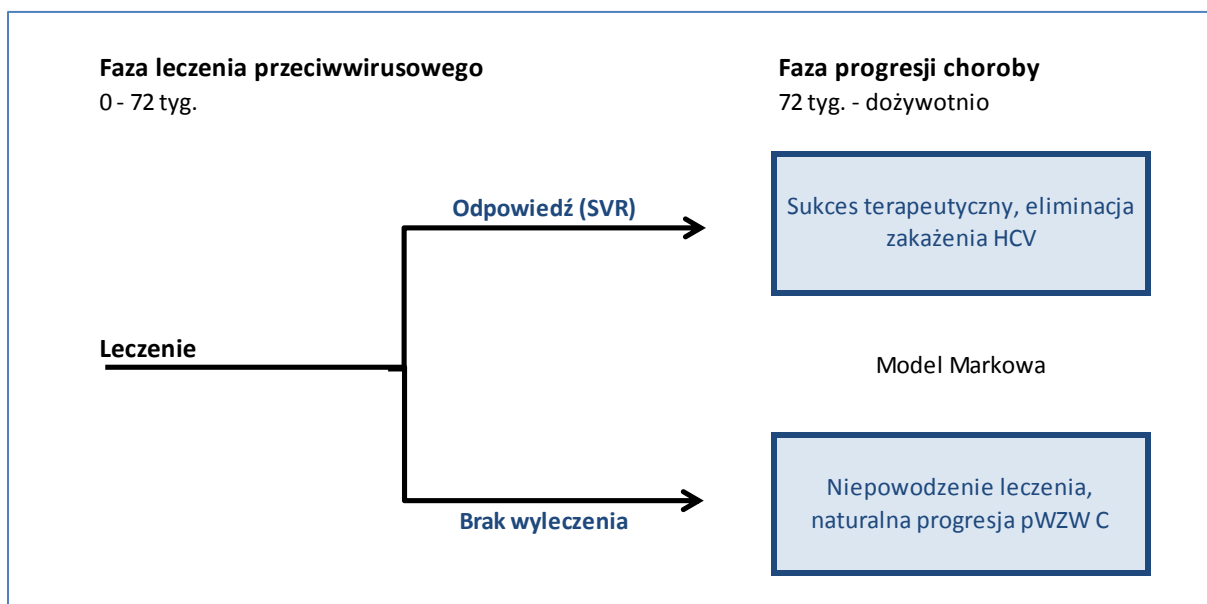 Faza leczenia przeciwwirusowego
0 - 72 tyg.
Faza progresji choroby
72 tyg. - dożywotnio
Odpowiedź (SVR)
Sukces terapeutyczny, eliminacja
zakażenia HCV
Leczenie
Model Markowa
Brak wyleczenia
Niepowodzenie leczenia,
naturalna progresja pWZW C